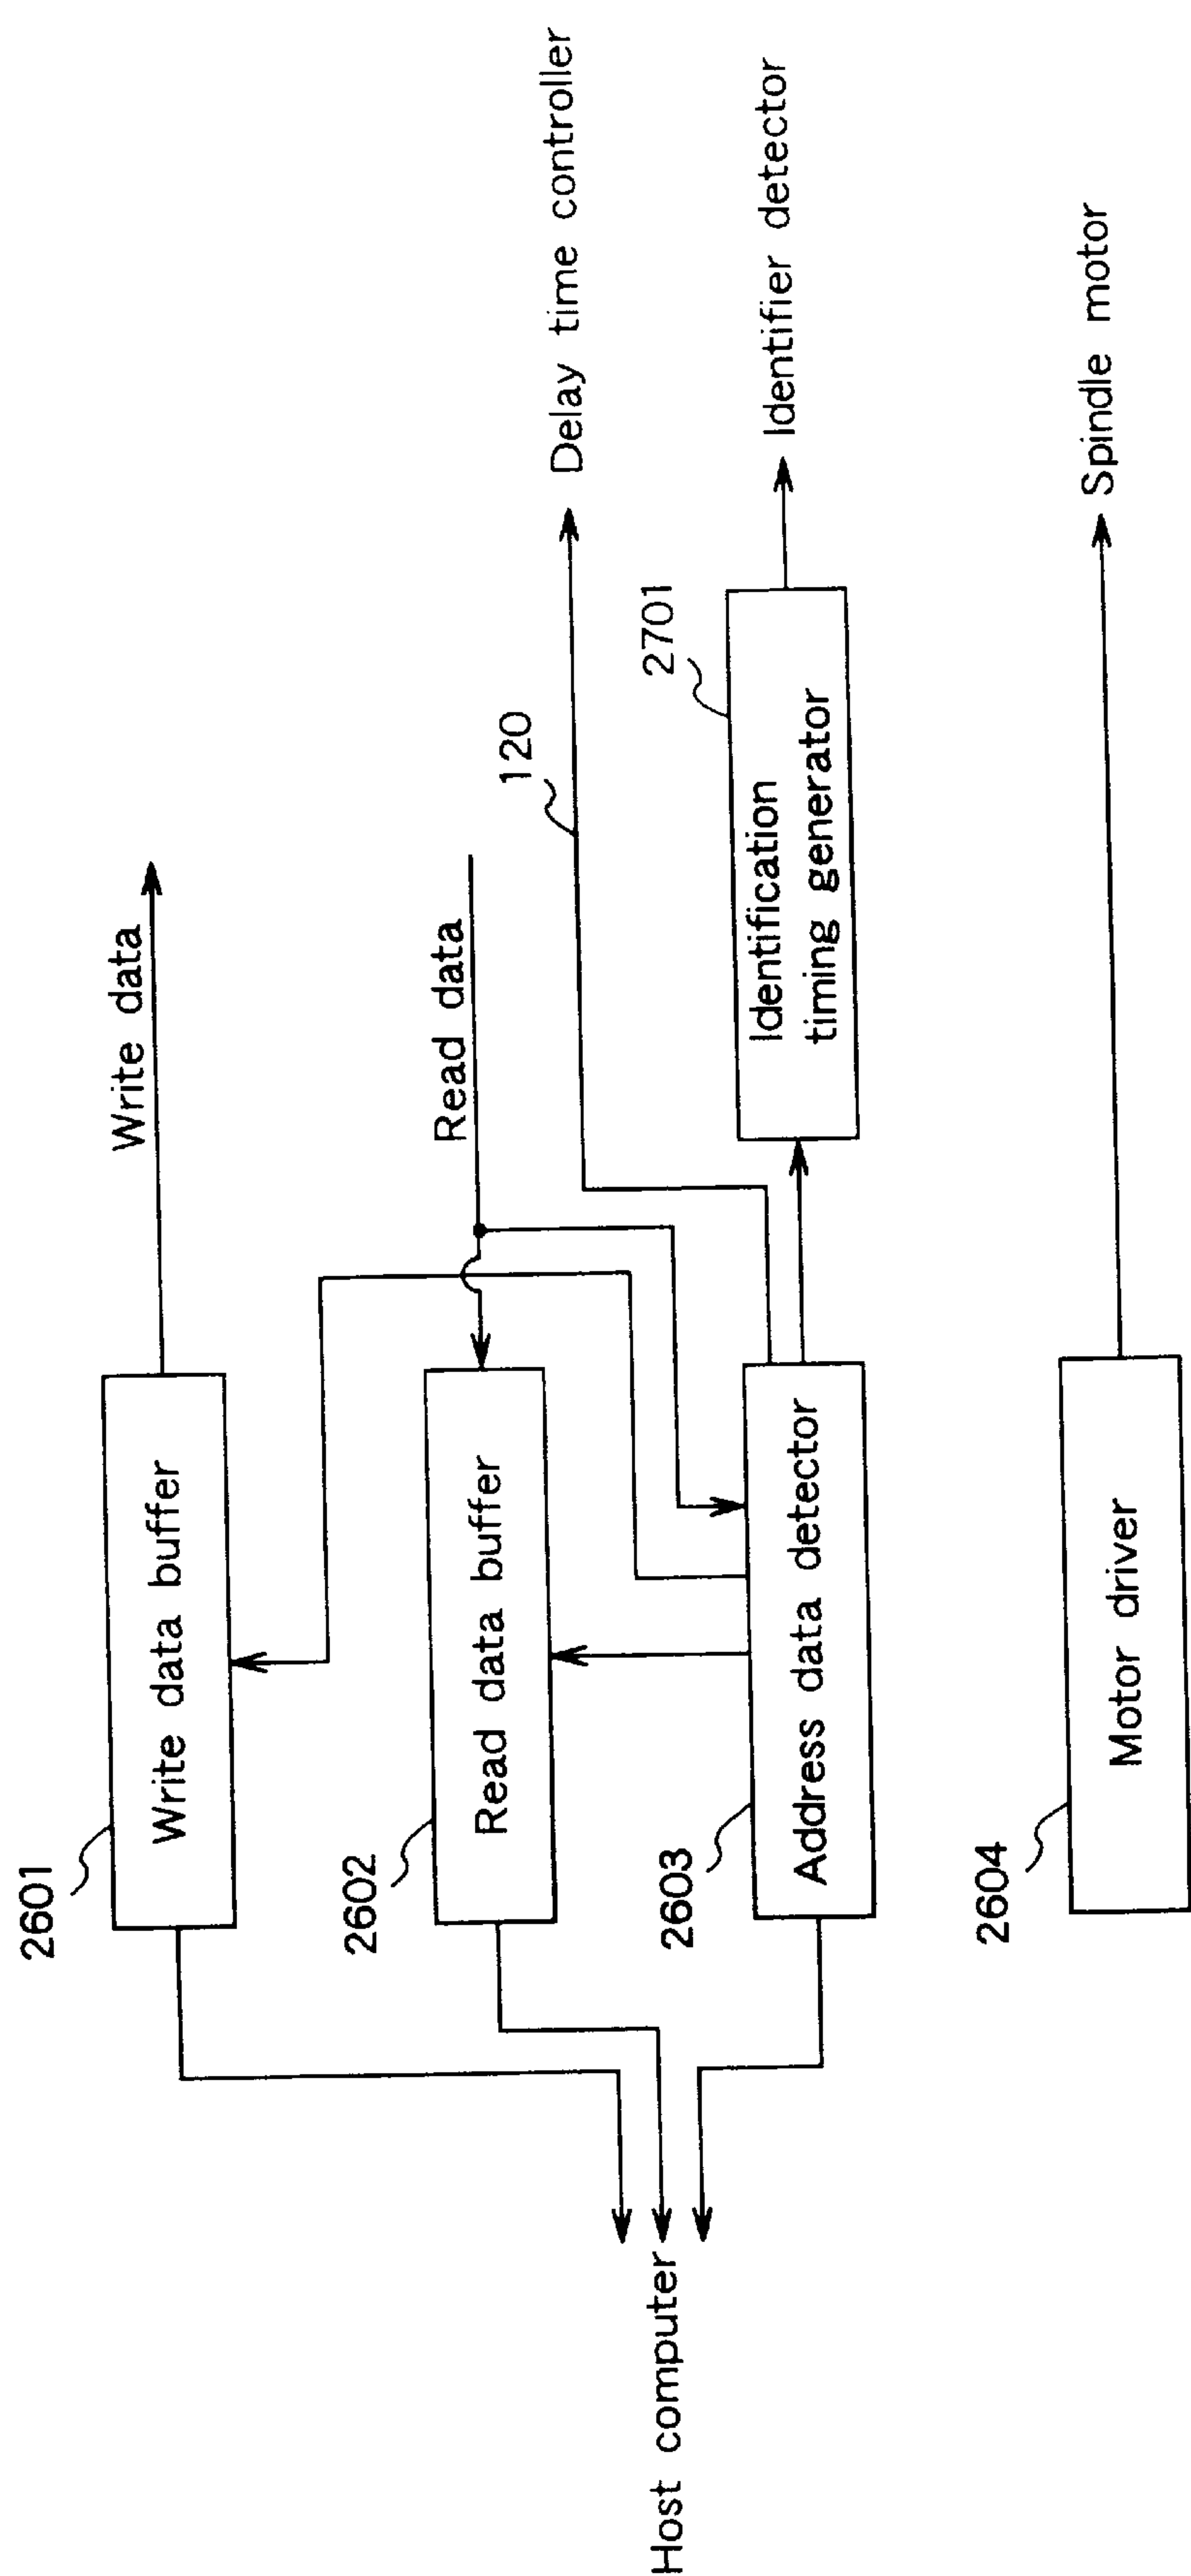 Write data
Read data
120
Delay time controller
2701
Identification
timing generator
Identifier detector
2601
Write data buffer
2602
Read data buffer
2603
Address data detector
Host computer
2604
Motor driver
Spindle motor